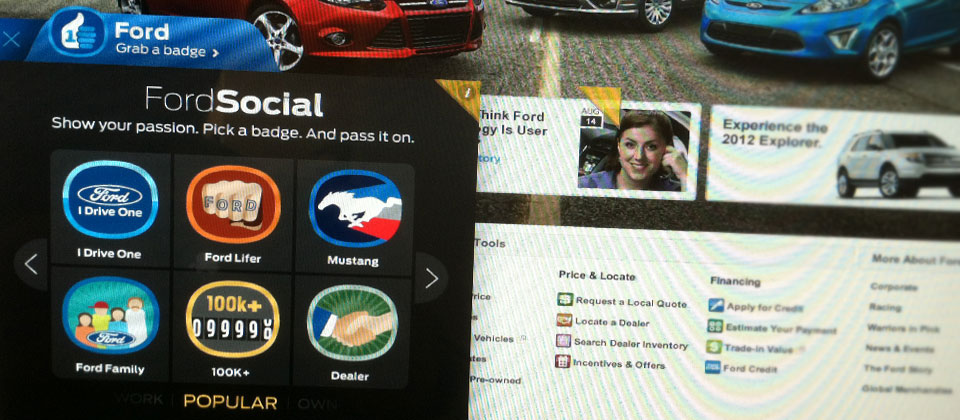 Ford
Grab a badge >
FordSocial
Show your passion. Pick a badge. And pass it on.
i
Ford
I Drive One
I Drive One
FORD
Ford Lifer
Mustang
Ford
Ford Family
100k+
09999
100K+
Dealer
WORK | POPULAR | OWN
Think Ford
gy Is User
tory
AUG
14
Experience the
2012 Explorer.
Tools
Vehicles
Pre-owned
Price & Locate
Request a Local Quote
Locate a Dealer
Search Dealer Inventory
Incentives & Offers
Financing
Apply for Credit
Estimate Your Payment
Trade-in Value
Ford Credit
More About For
Corporate
Racing
Warriors in Pink
News & Events
The Ford Story
Global Merchandise